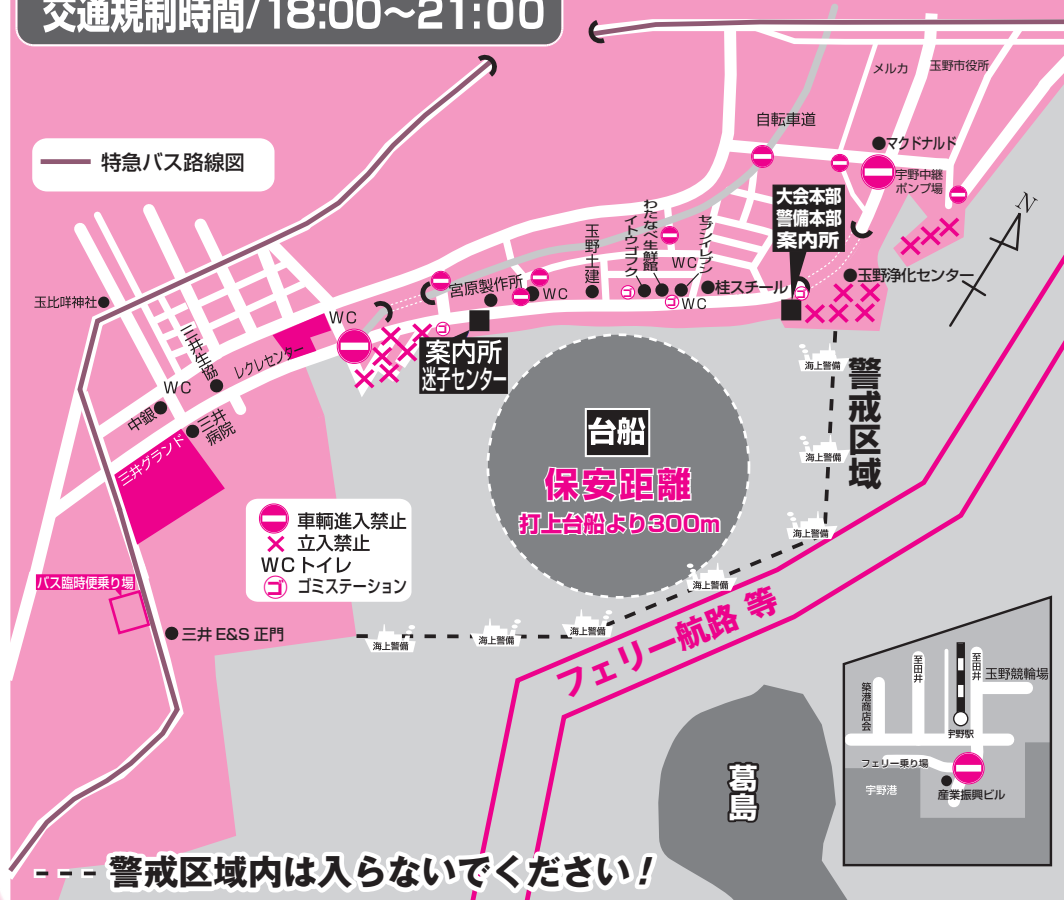 交通規制時間/18:00～21:00
特急バス路線図
メルカ
玉野市役所
自転車道
マクドナルド
宇野中継
ポンプ場
N
大会本部
警備本部
案内所
玉野浄化センター
わたなべ生鮮館
イトウゴフク
セブンイレブン
玉野土建
WC
桂スチール
ゴ
ゴ
WC
ゴ
宮原製作所
WC
玉比咩神社
WC
ゴ
案内所
迷子センター
三井生協
レクレセンター
WC
中銀
三井
病院
三井グランド
海上警備
警戒区域
台船
保安距離
打上台船より300m
海上警備
海上警備
車輌進入禁止
立入禁止
WC トイレ
ゴ ゴミステーション
バス臨時便乗り場
三井 E&S 正門
海上警備
海上警備
海上警備
海上警備
フェリー航路 等
葛島
至田井
至田井
玉野競輪場
築港商店会
宇野駅
フェリー乗り場
宇野港
産業振興ビル
警戒区域内は入らないでください!